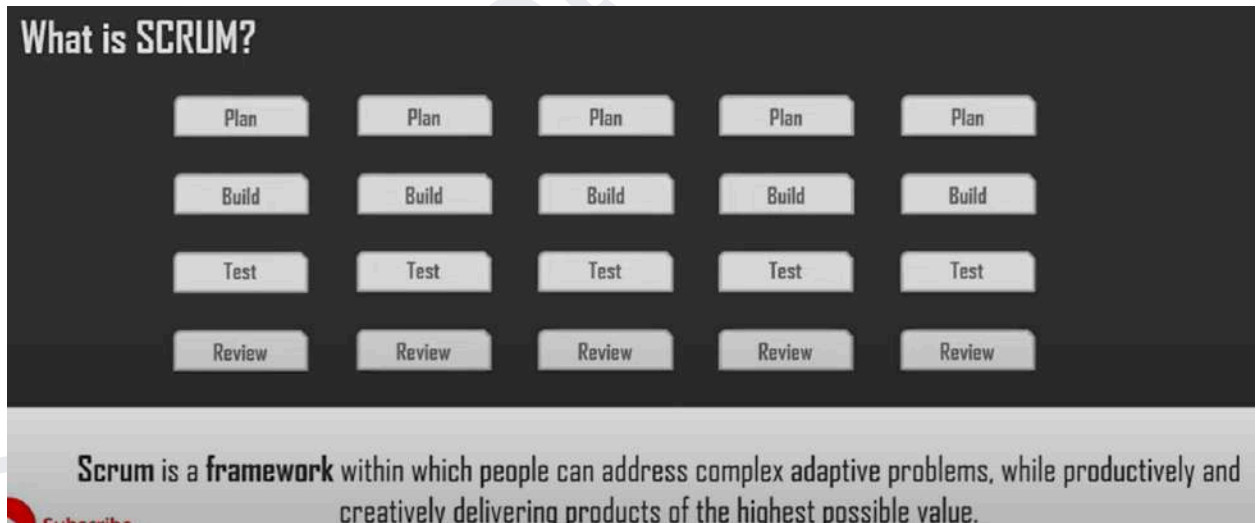 What is SCRUM?
Plan Plan Plan Plan Plan
Build Build Build Build Build
Test Test Test Test Test
Review Review Review Review Review
Scrum is a framework within which people can address complex adaptive problems, while productively and
creatively delivering products of the highest possible value.
Subscribe